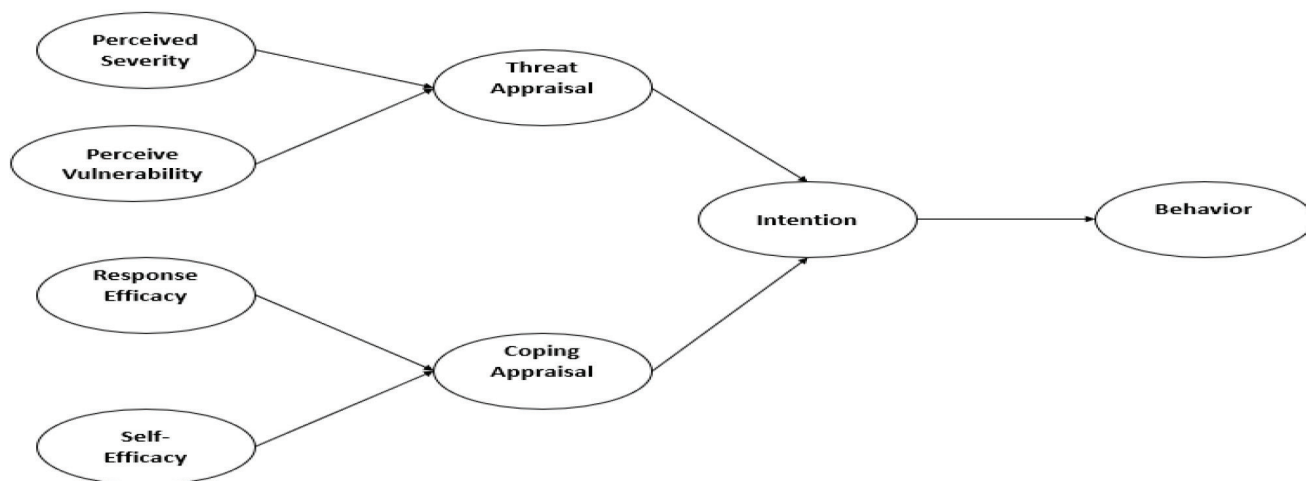 Perceived
Severity
Threat
Appraisal
Perceive
Vulnerability
Intention
Behavior
Response
Efficacy
Coping
Appraisal
Self-
Efficacy